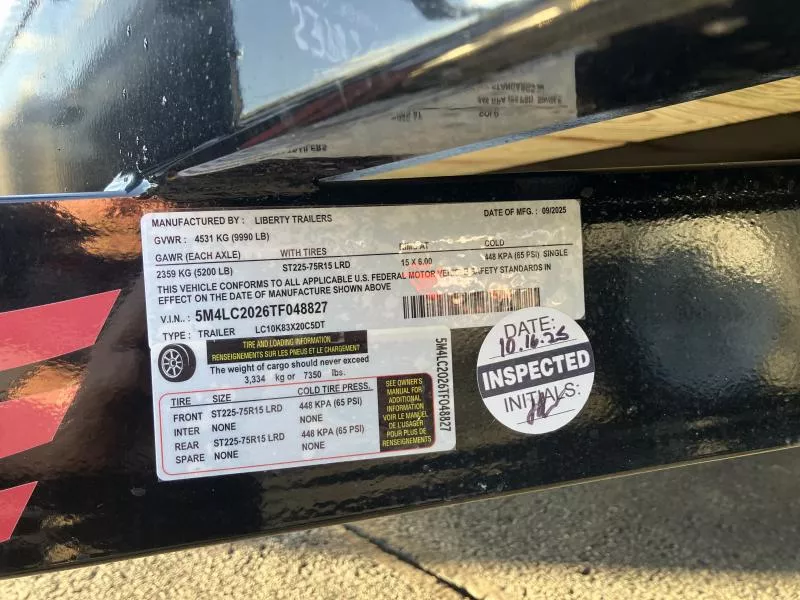 MANUFACTURED BY : LIBERTY TRAILERS DATE OF MFG. : 09/2025
GVWR : 4531 KG (9990 LB)
GAWR (EACH AXLE) WITH TIRES RIMS AT COLD
2359 KG (5200 LB) ST225-75R15 LRD 15 X 6.00 448 KPA (65 PSI) SINGLE
THIS VEHICLE CONFORMS TO ALL APPLICABLE U.S. FEDERAL MOTOR VEHICLE SAFETY STANDARDS IN
EFFECT ON THE DATE OF MANUFACTURE SHOWN ABOVE
V.I.N.: 5M4LC2026TF048827
TYPE : TRAILER LC10K83X20C5DT
TIRE AND LOADING INFORMATION
RENSEIGNEMENTS SUR LES PNEUS ET LE CHARGEMENT
The weight of cargo should never exceed
3,334 kg or 7350 lbs.
TIRE SIZE COLD TIRE PRESS.
FRONT ST225-75R15 LRD 448 KPA (65 PSI)
INTER NONE NONE
REAR ST225-75R15 LRD 448 KPA (65 PSI)
SPARE NONE NONE
SEE OWNER'S
MANUAL FOR
ADDITIONAL
INFORMATION
VOIR LE MANUEL
DE L'USAGER
POUR PLUS DE
RENSEIGNEMENTS
5M4LC2026TF048827
DATE:
10.16.25
INSPECTED
INITIALS: